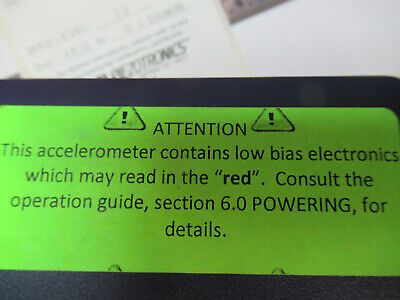 PIEZOTRONICS
ATTENTION
This accelerometer contains low bias electronics
which may read in the “red”.  Consult the
operation guide, section 6.0 POWERING, for
details.